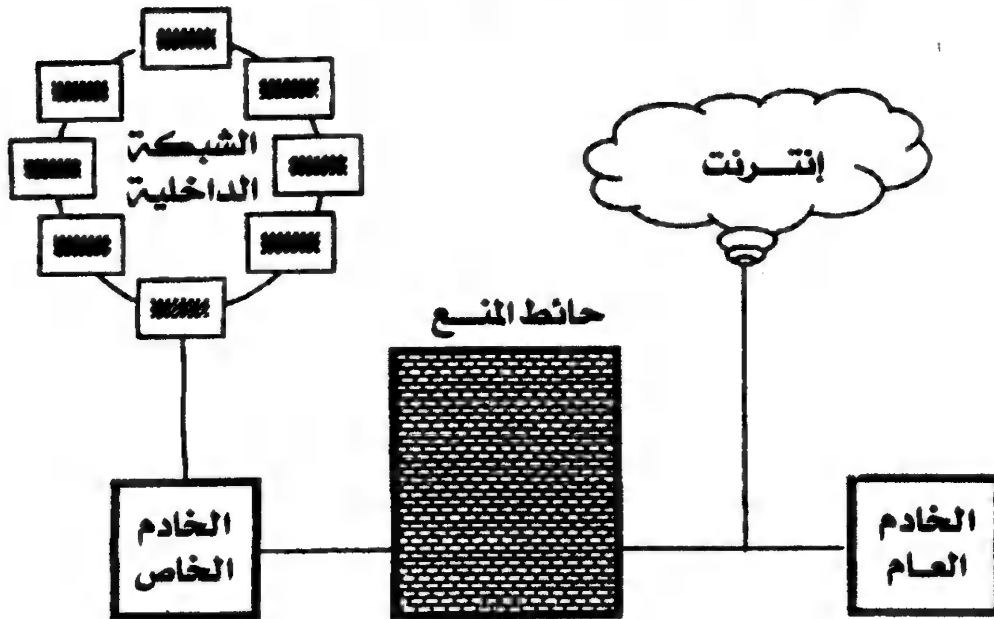 الشبكة
الداخلية
إنترنت
حائط المنع
الخادم
الخاص
الخادم
العام